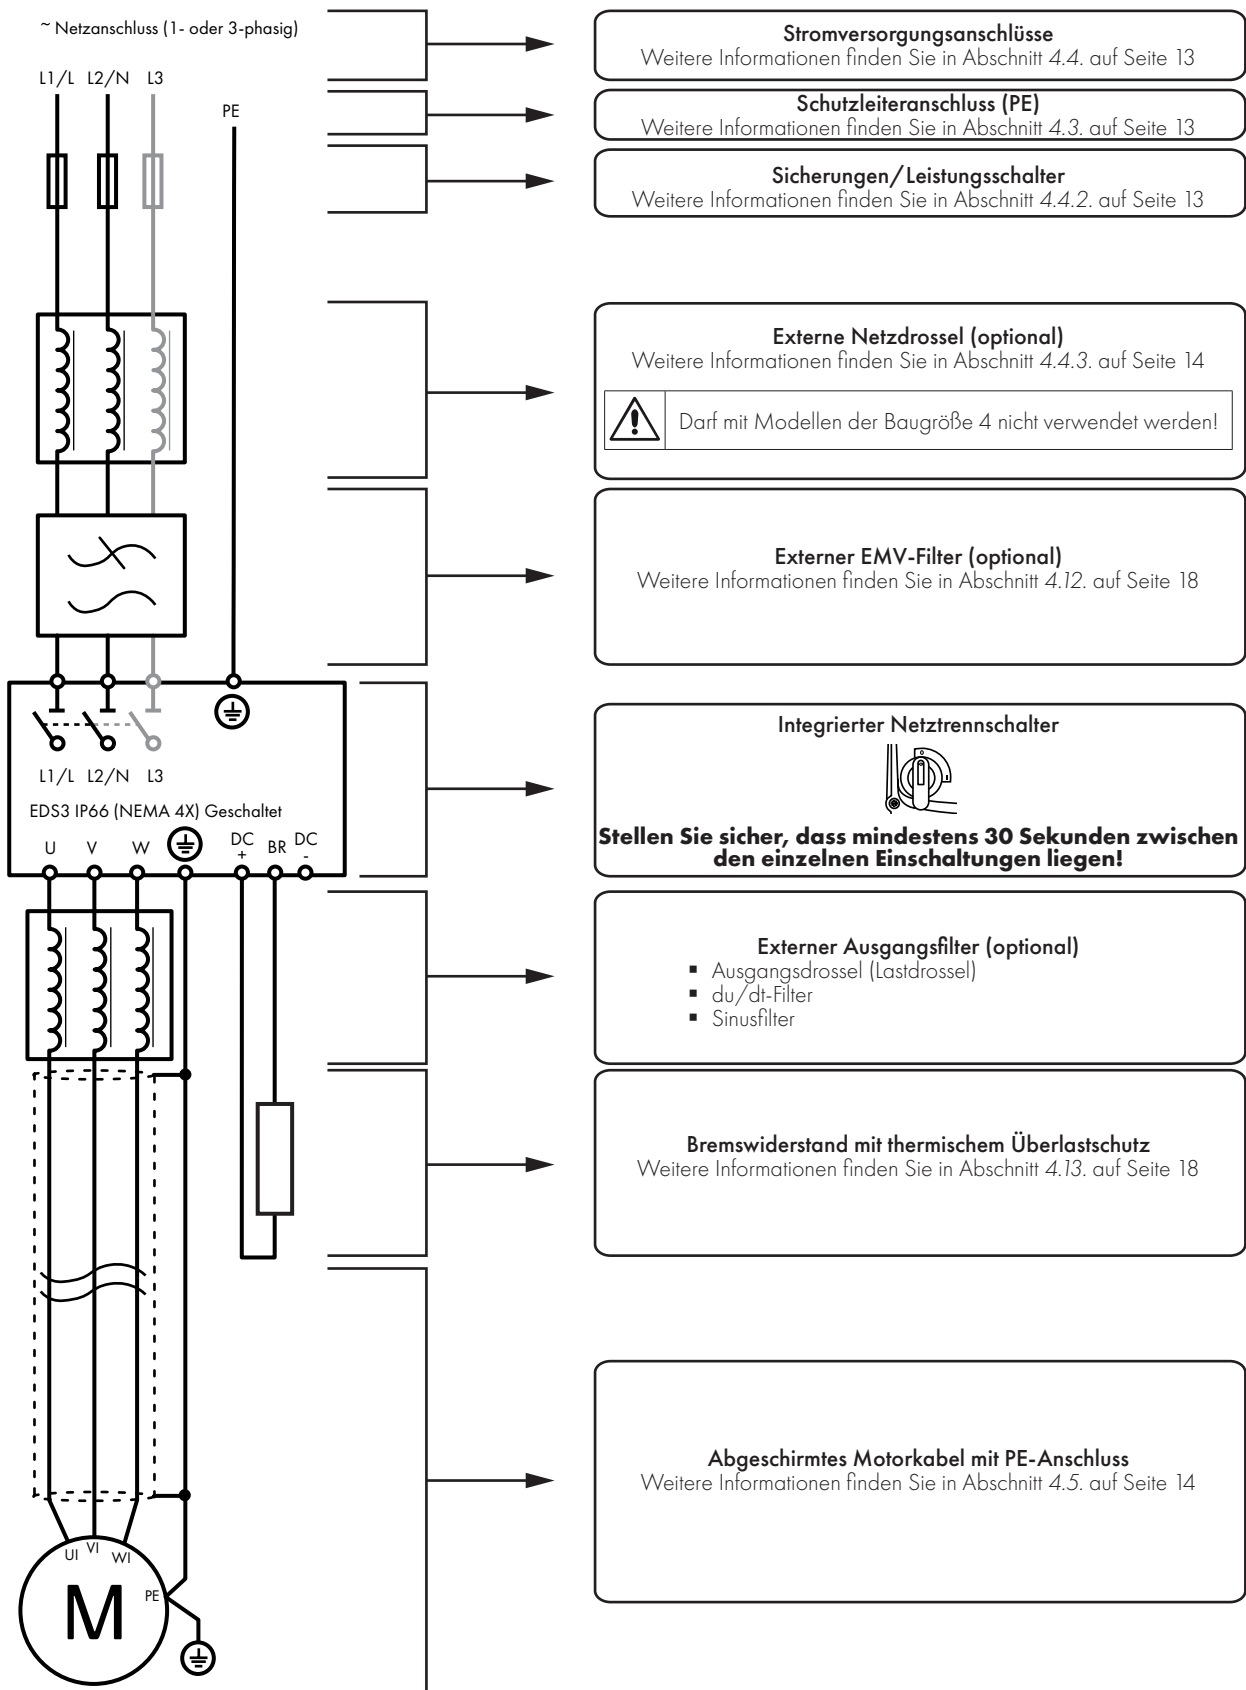 ~ Netzanschluss (1- oder 3-phasig)
L1/L L2/N L3
PE
Stromversorgungsanschlüsse
Weitere Informationen finden Sie in Abschnitt 4.4. auf Seite 13
Schutzleiteranschluss (PE)
Weitere Informationen finden Sie in Abschnitt 4.3. auf Seite 13
Sicherungen/Leistungsschalter
Weitere Informationen finden Sie in Abschnitt 4.4.2. auf Seite 13
Externe Netzdrossel (optional)
Weitere Informationen finden Sie in Abschnitt 4.4.3. auf Seite 14
Darf mit Modellen der Baugröße 4 nicht verwendet werden!
Externer EMV-Filter (optional)
Weitere Informationen finden Sie in Abschnitt 4.12. auf Seite 18
L1/L L2/N L3
EDS3 IP66 (NEMA 4X) Geschaltet
U V W DC + BR DC -
Integrierter Netztrennschalter
O
I
Stellen Sie sicher, dass mindestens 30 Sekunden zwischen
den einzelnen Einschaltungen liegen!
Externer Ausgangsfilter (optional)
▪ Ausgangsdrossel (Lastdrossel)
▪ du/dt-Filter
▪ Sinusfilter
Bremswiderstand mit thermischem Überlastschutz
Weitere Informationen finden Sie in Abschnitt 4.13. auf Seite 18
Abgeschirmtes Motorkabel mit PE-Anschluss
Weitere Informationen finden Sie in Abschnitt 4.5. auf Seite 14
UI VI WI
PE
M